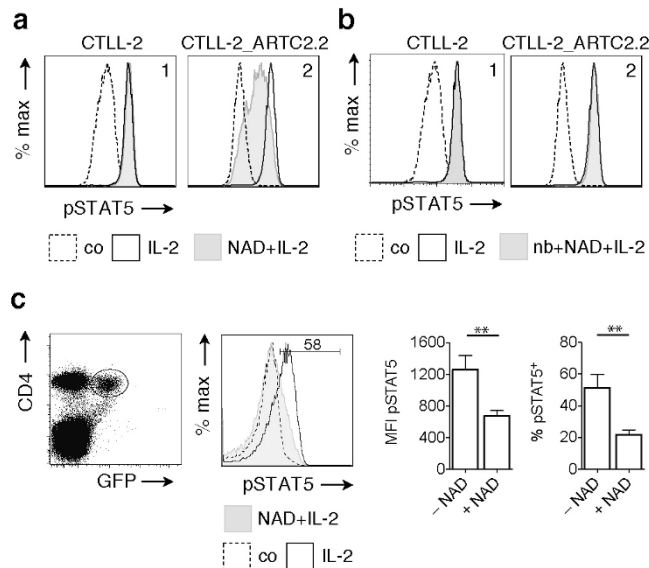 a
CTLL-2
CTLL-2_ARTC2.2
1
2
% max
pSTAT5
co
IL-2
NAD+IL-2
b
CTLL-2
CTLL-2_ARTC2.2
1
2
% max
pSTAT5
co
IL-2
nb+NAD+IL-2
c
CD4
GFP
58
% max
pSTAT5
NAD+IL-2
co
IL-2
**
1600
1200
800
400
0
MFI pSTAT5
– NAD
+ NAD
**
80
60
40
20
0
% pSTAT5⁺
– NAD
+ NAD